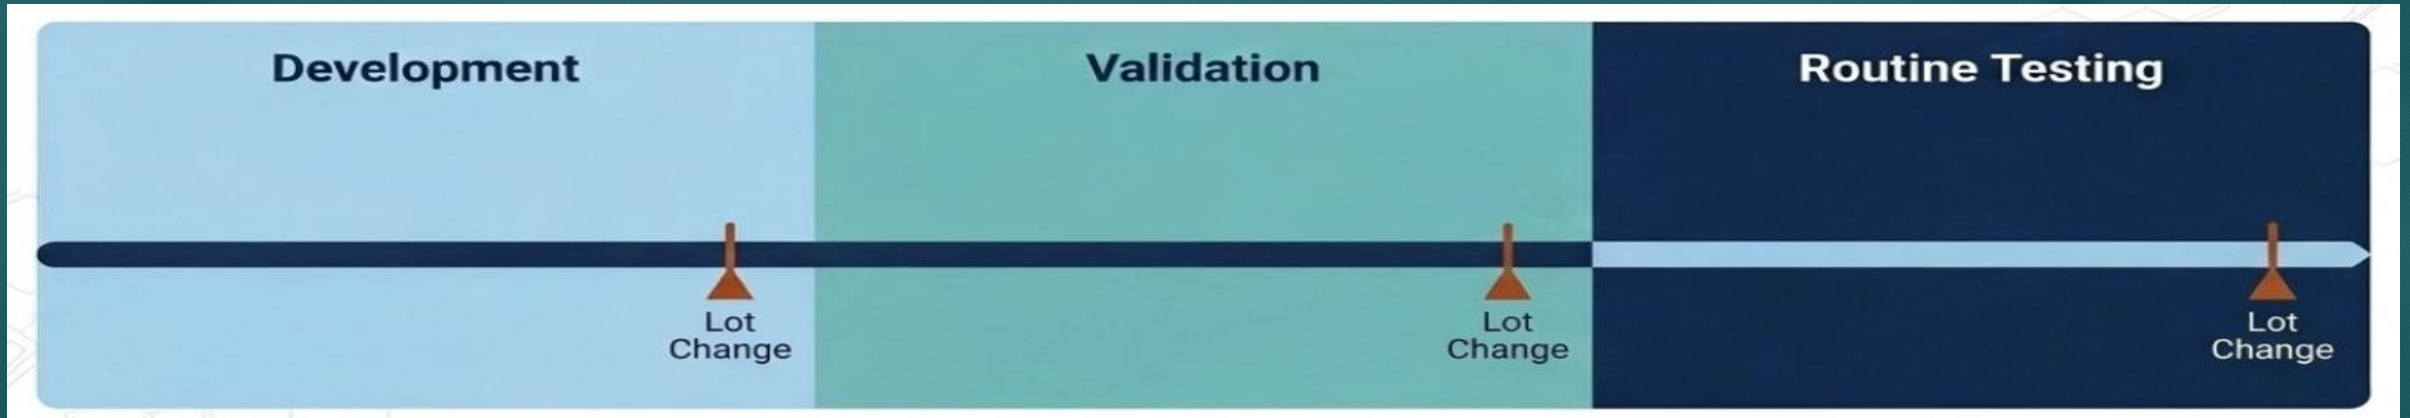 Development
Validation
Routine Testing
Lot
Change
Lot
Change
Lot
Change